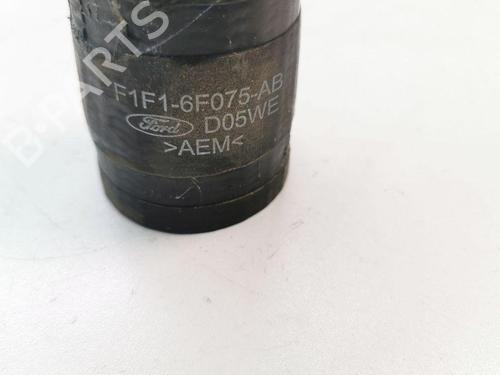 F1F1-6F075-AB
Ford D05WE
>AEM<
B-PARTS